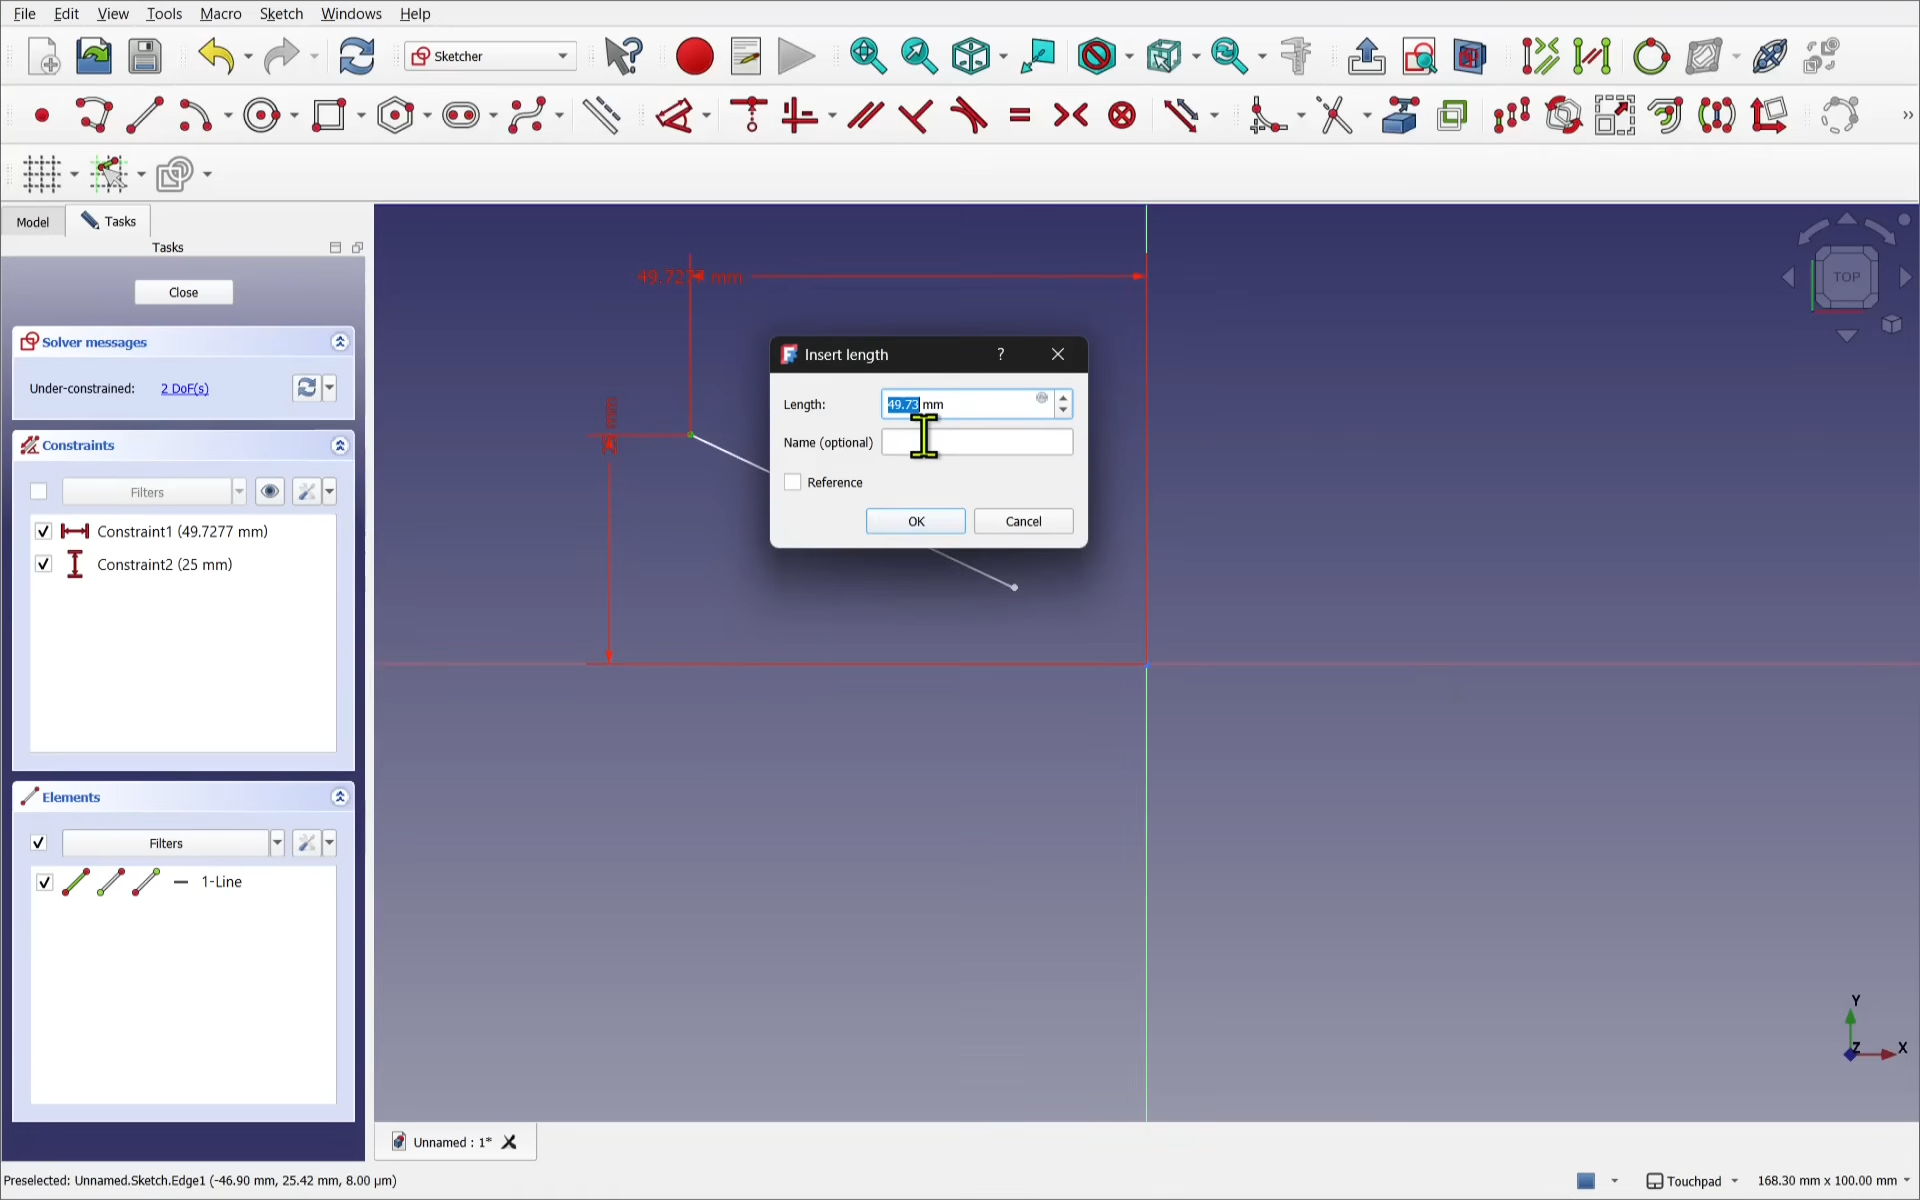 File Edit View Tools Macro Sketch Windows Help
Sketcher
»
Model Tasks
Tasks
Close
Solver messages
Under-constrained: 2 DoF(s)
Constraints
Filters
Constraint1 (49.7277 mm)
Constraint2 (25 mm)
Elements
Filters
1-Line
49.7277 mm
TOP
Insert length ?
Length: 49.73 mm
Name (optional)
Reference
OK Cancel
Y
Z X
Unnamed : 1*
Preselected: Unnamed.Sketch.Edge1 (-46.90 mm, 25.42 mm, 8.00 µm)
Touchpad 168.30 mm x 100.00 mm